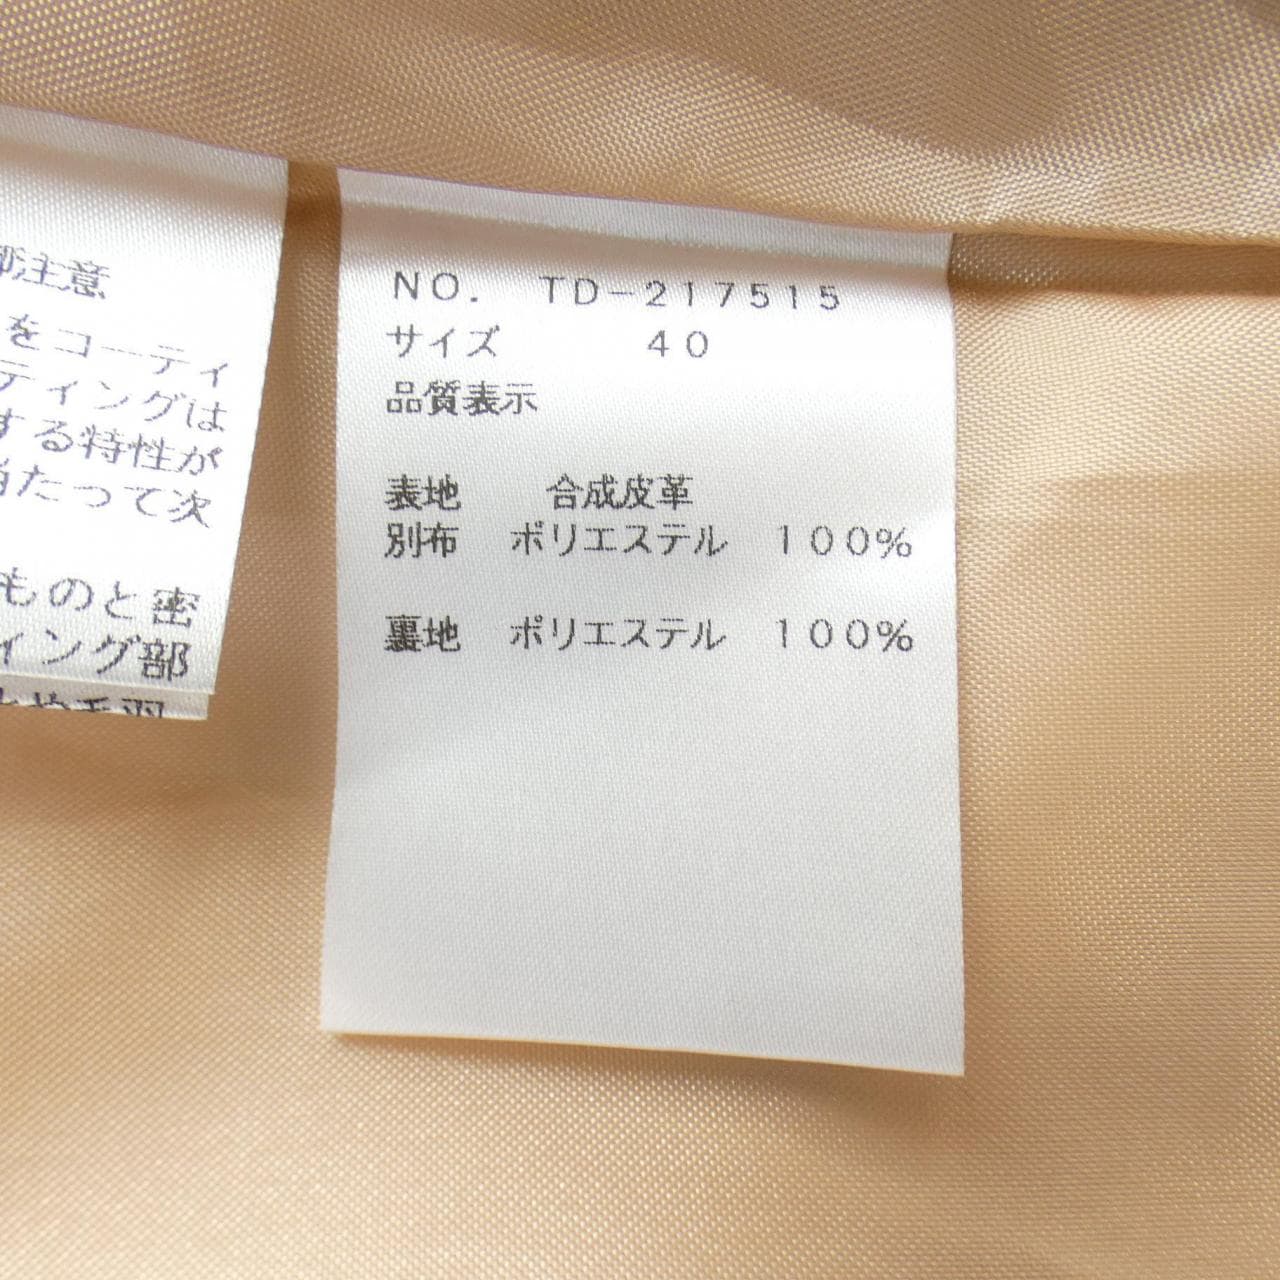 注意
をコーティ
ティングは
する特性が
たって次
ものと密
ィング部
NO. TD-217515
サイズ 40
品質表示
表地 合成皮革
別布 ポリエステル 100%
裏地 ポリエステル 100%